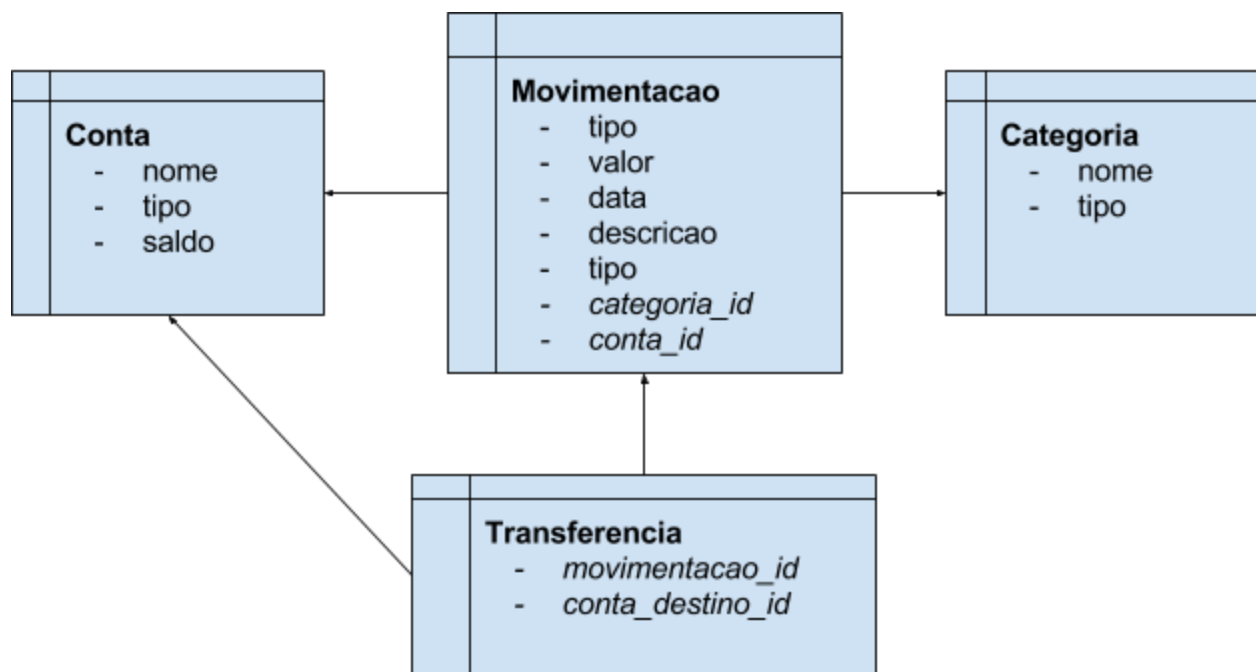 Conta
- nome
- tipo
- saldo
Movimentacao
- tipo
- valor
- data
- descricao
- tipo
- categoria_id
- conta_id
Categoria
- nome
- tipo
Transferencia
- movimentacao_id
- conta_destino_id